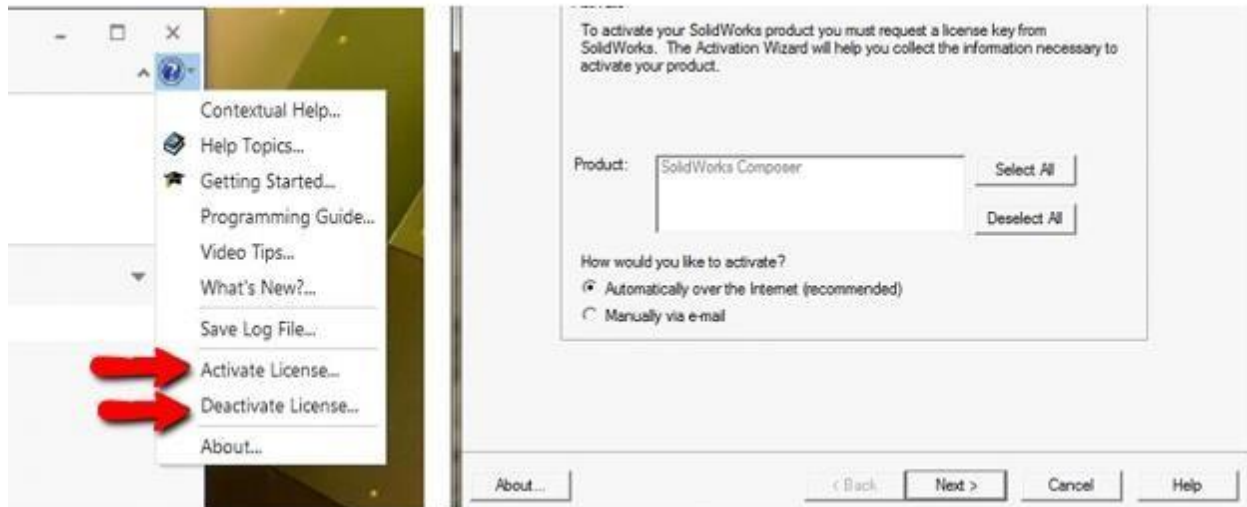 Contextual Help...
Help Topics...
Getting Started...
Programming Guide...
Video Tips...
What's New?...
Save Log File...
Activate License...
Deactivate License...
About...
To activate your SolidWorks product you must request a license key from
SolidWorks. The Activation Wizard will help you collect the information necessary to
activate your product.
Product:
SolidWorks Composer
Select All
Deselect All
How would you like to activate?
Automatically over the Internet (recommended)
Manually via e-mail
About...
< Back
Next >
Cancel
Help